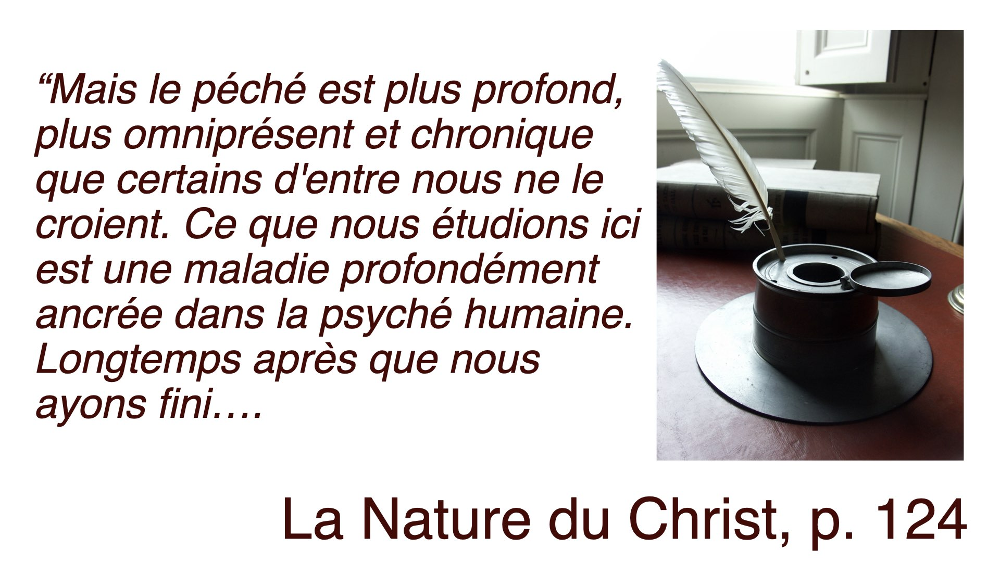 “Mais le péché est plus profond,
plus omniprésent et chronique
que certains d'entre nous ne le
croient. Ce que nous étudions ici
est une maladie profondément
ancrée dans la psyché humaine.
Longtemps après que nous
ayons fini….
La Nature du Christ, p. 124